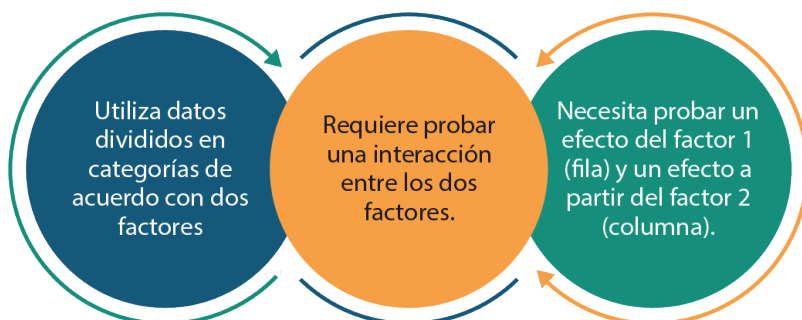 Utiliza datos
divididos en
categorías de
acuerdo con dos
factores
Requiere probar
una interacción
entre los dos
factores.
Necesita probar un
efecto del factor 1
(fila) y un efecto a
partir del factor 2
(columna).